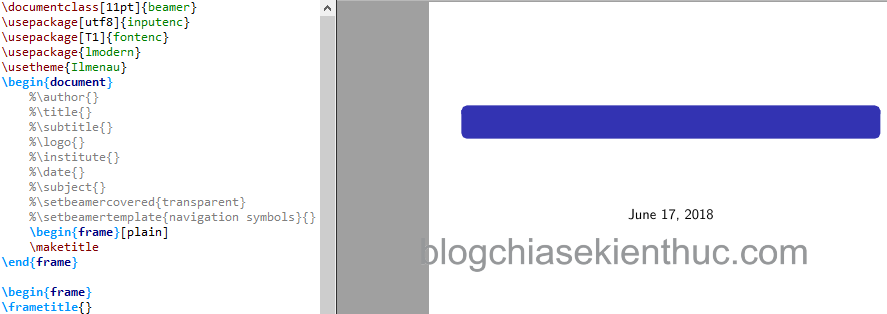 \documentclass[11pt]{beamer}
\usepackage[utf8]{inputenc}
\usepackage[T1]{fontenc}
\usepackage{lmodern}
\usetheme{Ilmenau}
\begin{document}
%\author{}
%\title{}
%\subtitle{}
%\logo{}
%\institute{}
%\date{}
%\subject{}
%\setbeamercovered{transparent}
%\setbeamertemplate{navigation symbols}{}
\begin{frame}[plain]
\maketitle
\end{frame}
\begin{frame}
\frametitle{}
June 17, 2018
blogchiasekienthuc.com